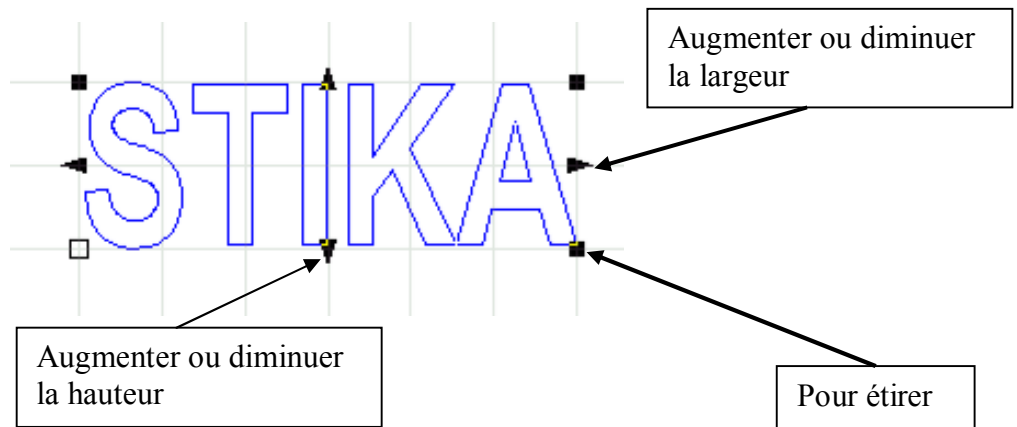 Augmenter ou diminuer
la largeur
STIKA
Augmenter ou diminuer
la hauteur
Pour étirer